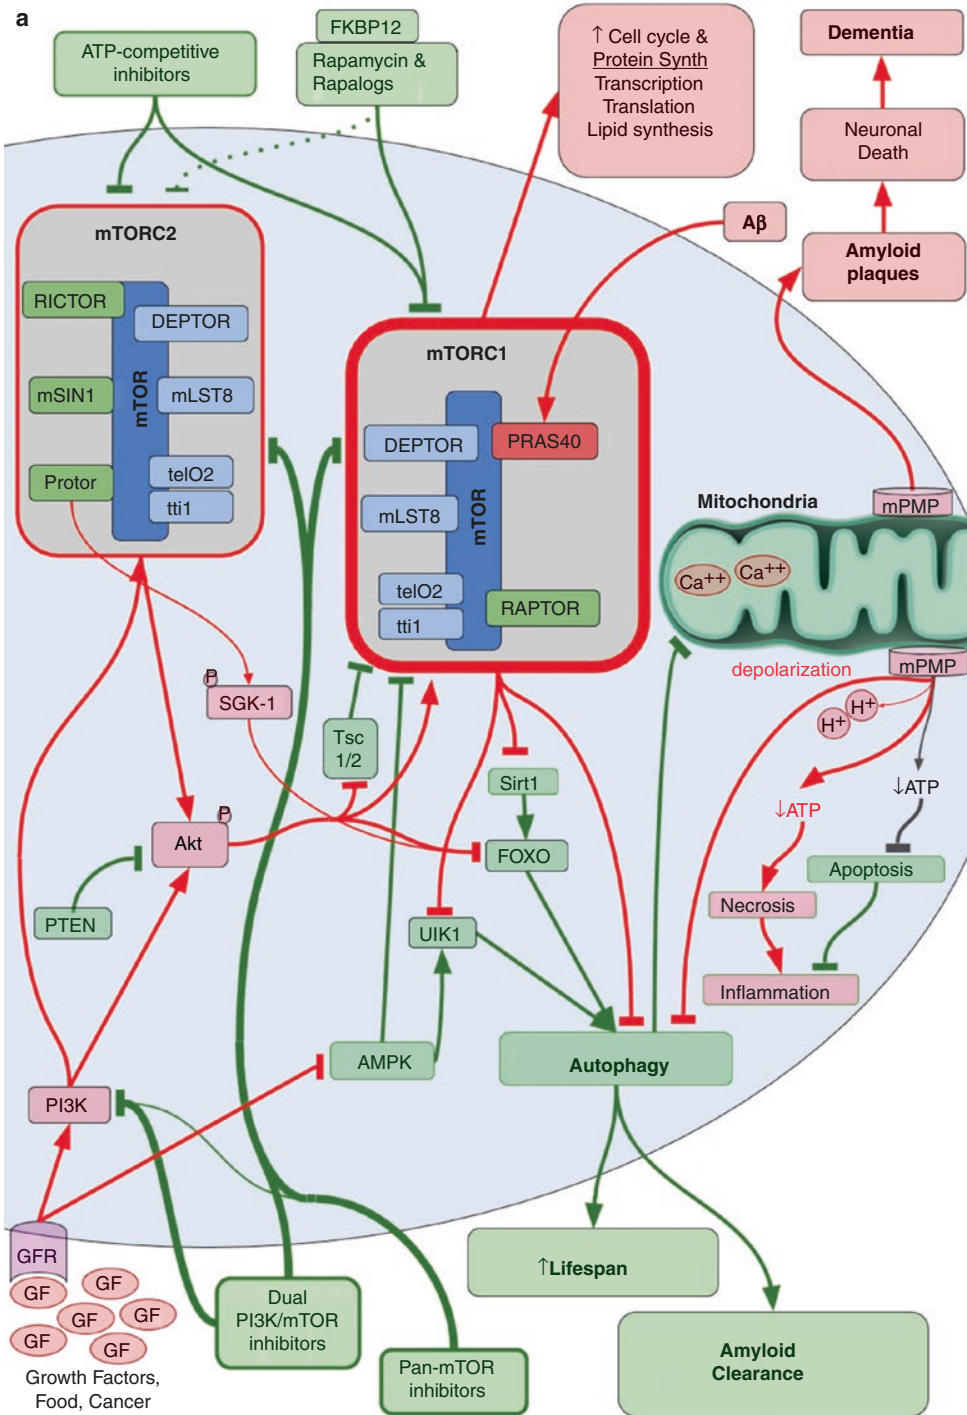 a
ATP-competitive
inhibitors
FKBP12
Rapamycin &
Rapalogs
↑ Cell cycle &
Protein Synth
Transcription
Translation
Lipid synthesis
Dementia
Neuronal
Death
Amyloid
plaques
Aβ
mTORC2
RICTOR
DEPTOR
mTOR
mSIN1
mLST8
Protor
telO2
tti1
mTORC1
DEPTOR
PRAS40
mLST8
mTOR
telO2
tti1
RAPTOR
Mitochondria
mPMP
Ca++
Ca++
mPMP
depolarization
H+
H+
P
SGK-1
Tsc
1/2
Sirt1
↓ATP
↓ATP
P
Akt
FOXO
Apoptosis
PTEN
UIK1
Necrosis
Inflammation
AMPK
Autophagy
PI3K
GFR
GF
GF
GF
GF
GF
GF
Growth Factors,
Food, Cancer
Dual
PI3K/mTOR
inhibitors
Pan-mTOR
inhibitors
↑Lifespan
Amyloid
Clearance